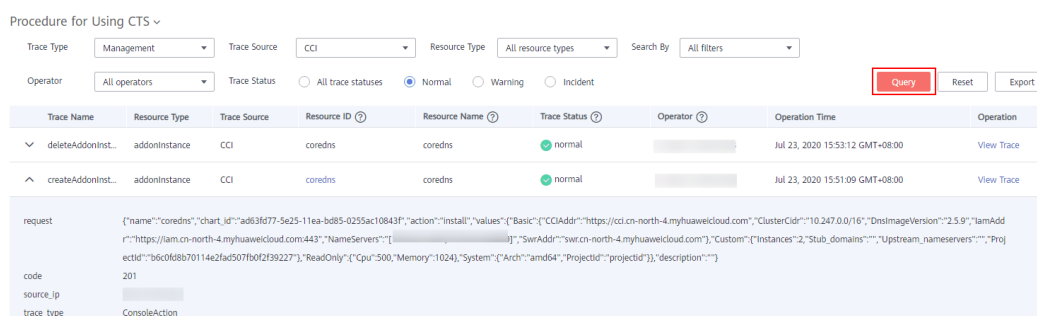 Procedure for Using CTS
Trace Type Management Trace Source CCI Resource Type All resource types Search By All filters
Operator All operators Trace Status All trace statuses Normal Warning Incident Query Reset Export
Trace Name Resource Type Trace Source Resource ID ? Resource Name ? Trace Status ? Operator ? Operation Time Operation
deleteAddonInst... addonInstance CCI coredns coredns normal Jul 23, 2020 15:53:12 GMT+08:00 View Trace
createAddonInst... addonInstance CCI coredns coredns normal Jul 23, 2020 15:51:09 GMT+08:00 View Trace
request {"name":"coredns","chart_id":"ad63fd77-5e25-11ea-bd85-0255ac10843f","action":"install","values":{"Basic":{"CCIAddr":"https://cci.cn-north-4.myhuaweicloud.com","ClusterCidr":"10.247.0.0/16","DnsImageVersion":"2.5.9","IamAdd
r":"https://iam.cn-north-4.myhuaweicloud.com:443","NameServers":"[ ]","SwrAddr":"swr.cn-north-4.myhuaweicloud.com"},"Custom":{"Instances":2,"Stub_domains":"","Upstream_nameservers":"","Proj
ectId":"b6c0fd8b70114e2fad507fb0f2f39227"},"ReadOnly":{"Cpu":500,"Memory":1024},"System":{"Arch":"amd64","ProjectId":"projectid"}},"description":""}
code 201
source_ip
trace_type ConsoleAction